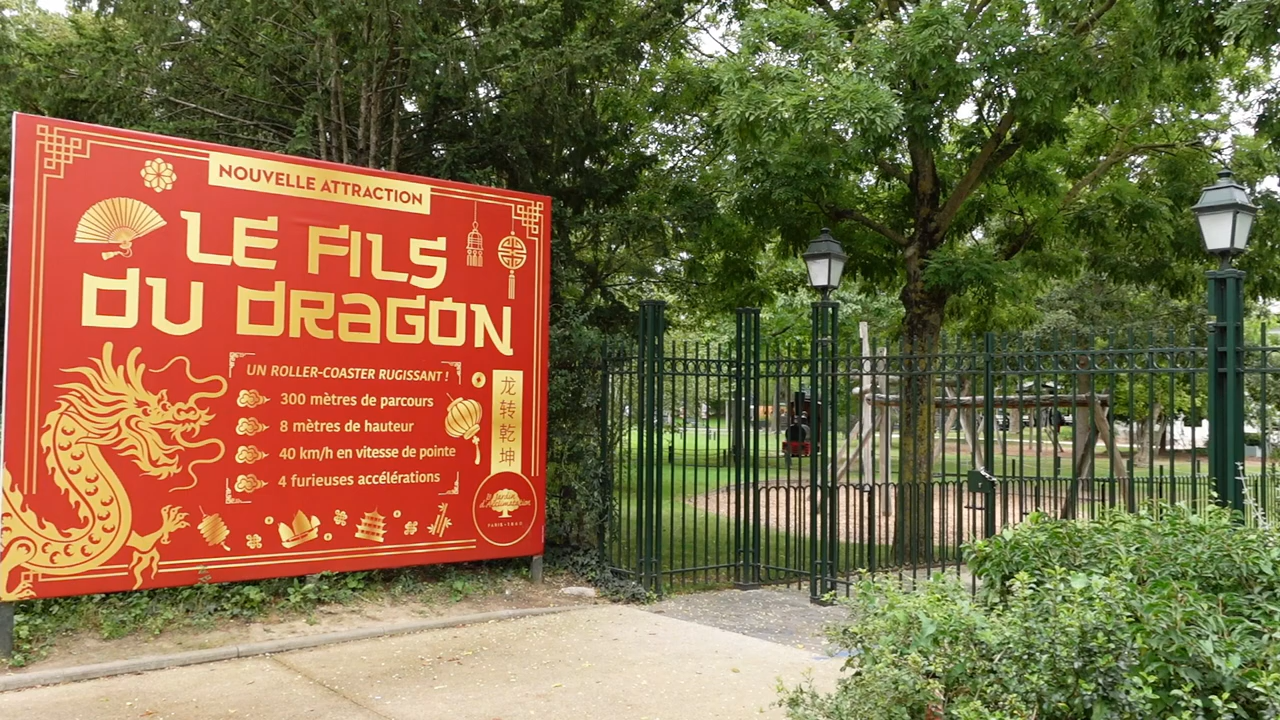 NOUVELLE ATTRACTION
LE FILS
DU DRAGON
UN ROLLER-COASTER RUGISSANT !
300 mètres de parcours
8 mètres de hauteur
40 km/h en vitesse de pointe
4 furieuses accélérations
龙转乾坤
le Jardin
d'Acclimatation
PARIS